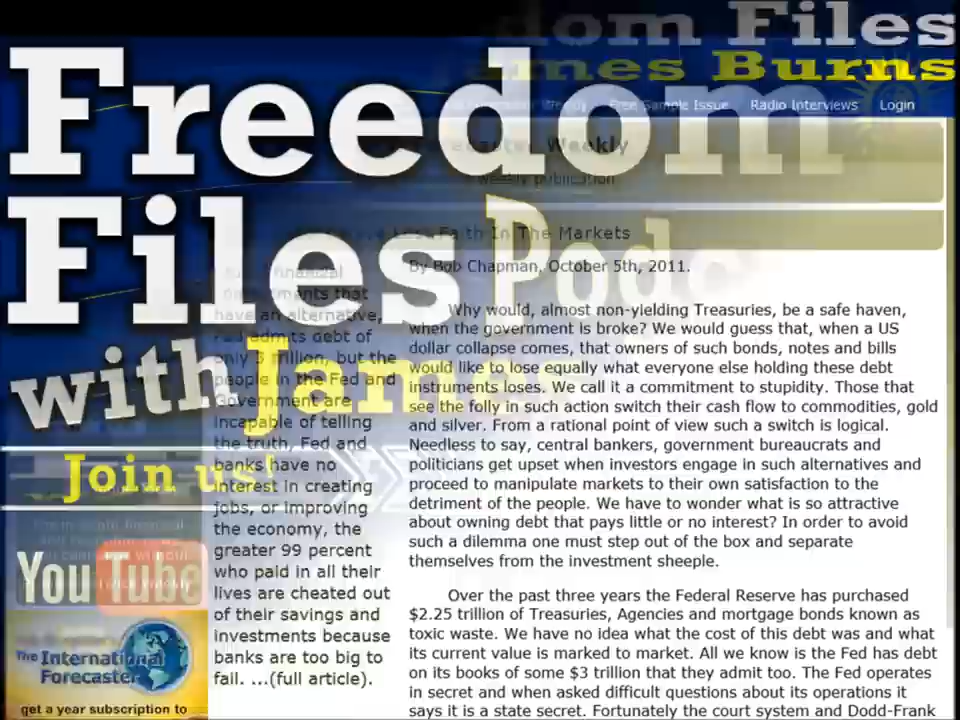 Freedom
Files
with James
Join us!
You Tube
dom Files
James Burns
Free Sample Issue Radio Interviews Login
Weekly
weekly publication
Faith In The Markets
By Bob Chapman, October 5th, 2011.
Why would, almost non-yielding Treasuries, be a safe haven,
when the government is broke? We would guess that, when a US
dollar collapse comes, that owners of such bonds, notes and bills
would like to lose equally what everyone else holding these debt
instruments loses. We call it a commitment to stupidity. Those that
see the folly in such action switch their cash flow to commodities, gold
and silver. From a rational point of view such a switch is logical.
Needless to say, central bankers, government bureaucrats and
politicians get upset when investors engage in such alternatives and
proceed to manipulate markets to their own satisfaction to the
detriment of the people. We have to wonder what is so attractive
about owning debt that pays little or no interest? In order to avoid
such a dilemma one must step out of the box and separate
themselves from the investment sheeple.
Over the past three years the Federal Reserve has purchased
$2.25 trillion of Treasuries, Agencies and mortgage bonds known as
toxic waste. We have no idea what the cost of this debt was and what
its current value is marked to market. All we know is the Fed has debt
on its books of some $3 trillion that they admit too. The Fed operates
in secret and when asked difficult questions about its operations it
says it is a state secret. Fortunately the court system and Dodd-Frank
financial
that
have an alternative,
admits debt of
only 3 million, but the
people in the Fed and
Government are
incapable of telling
the truth, Fed and
banks have no
interest in creating
jobs, or improving
the economy, the
greater 99 percent
who paid in all their
lives are cheated out
of their savings and
investments because
banks are too big to
fail. ...(full article).
The International
Forecaster
get a year subscription to